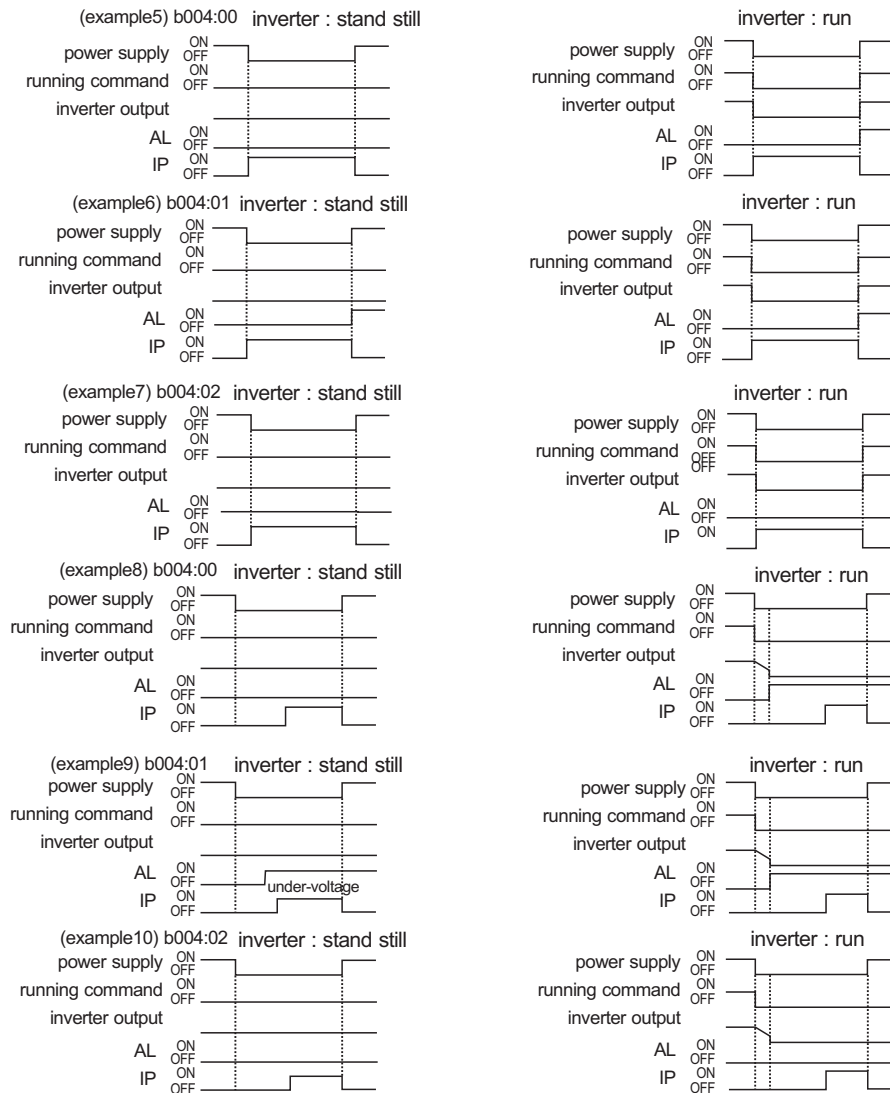 (example5) b004:00 inverter : stand still
power supply ON OFF
running command ON OFF
inverter output
AL ON OFF
IP ON OFF
inverter : run
power supply ON OFF
running command ON OFF
inverter output
AL ON OFF
IP ON OFF
(example6) b004:01 inverter : stand still
power supply ON OFF
running command ON OFF
inverter output
AL ON OFF
IP ON OFF
inverter : run
power supply ON OFF
running command ON OFF
inverter output
AL ON OFF
IP ON OFF
(example7) b004:02 inverter : stand still
power supply ON OFF
running command ON OFF
inverter output
AL ON OFF
IP ON OFF
inverter : run
power supply ON OFF
running command ON OFF OFF
inverter output
AL ON OFF
IP ON
(example8) b004:00 inverter : stand still
power supply ON OFF
running command ON OFF
inverter output
AL ON OFF
IP ON OFF
inverter : run
power supply ON OFF
running command ON OFF
inverter output
AL ON OFF
IP ON OFF
(example9) b004:01 inverter : stand still
power supply ON OFF
running command ON OFF
inverter output
AL ON OFF
under-voltage
IP ON OFF
inverter : run
power supply ON OFF
running command ON OFF
inverter output
AL ON OFF
IP ON OFF
(example10) b004:02 inverter : stand still
power supply ON OFF
running command ON OFF
inverter output
AL ON OFF
IP ON OFF
inverter : run
power supply ON OFF
running command ON OFF
inverter output
AL ON OFF
IP ON OFF